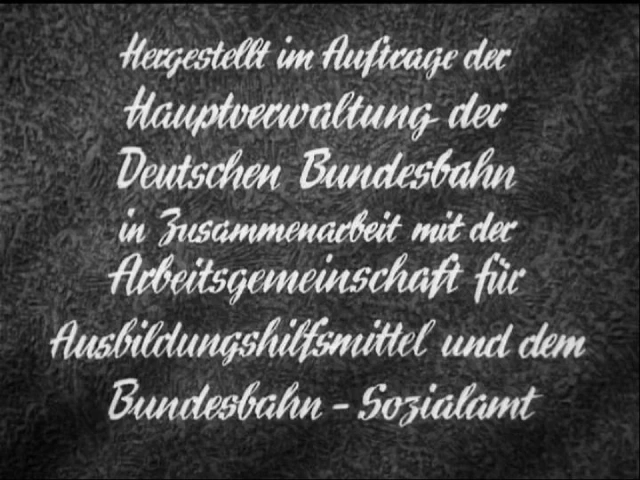 Hergestellt im Auftrage der
Hauptverwaltung der
Deutschen Bundesbahn
in Zusammenarbeit mit der
Arbeitsgemeinschaft für
Ausbildungshilfsmittel und dem
Bundesbahn - Sozialamt